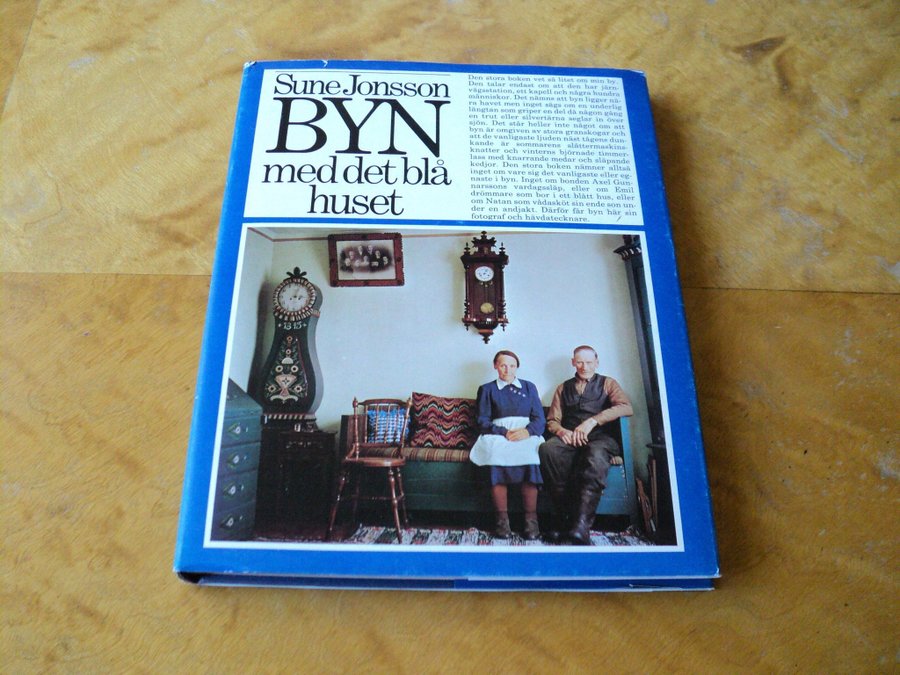 Sune Jonsson
BYN
med det blå
huset
Den stora boken vet så litet om min by.
Den talar endast om att den har järn-
vägsstation, ett kapell och några hundra
människor. Det nämns att byn ligger nä-
ra havet men inget sägs om en underlig
längtan som griper en del då någon gång
en trut eller silvertärna seglar in över
sjön. Det står heller inte något om att
byn är omgiven av stora granskogar och
att de vanligaste ljuden näst tågens dun-
kande är sommarens slåttermaskins-
knatter och vinterns björnade timmer-
lass med knarrande medar och släpande
kedjor. Den stora boken nämner alltså
inget om vare sig det vanligaste eller eg-
naste i byn. Inget om bonden Axel Gun-
narssons vardagsslåp, eller om Emil
drömmare som bor i ett blått hus, eller
om Natan som vådasköt sin ende son un-
der en andjakt. Därför får byn här sin
fotograf och hävdatecknare.
1815